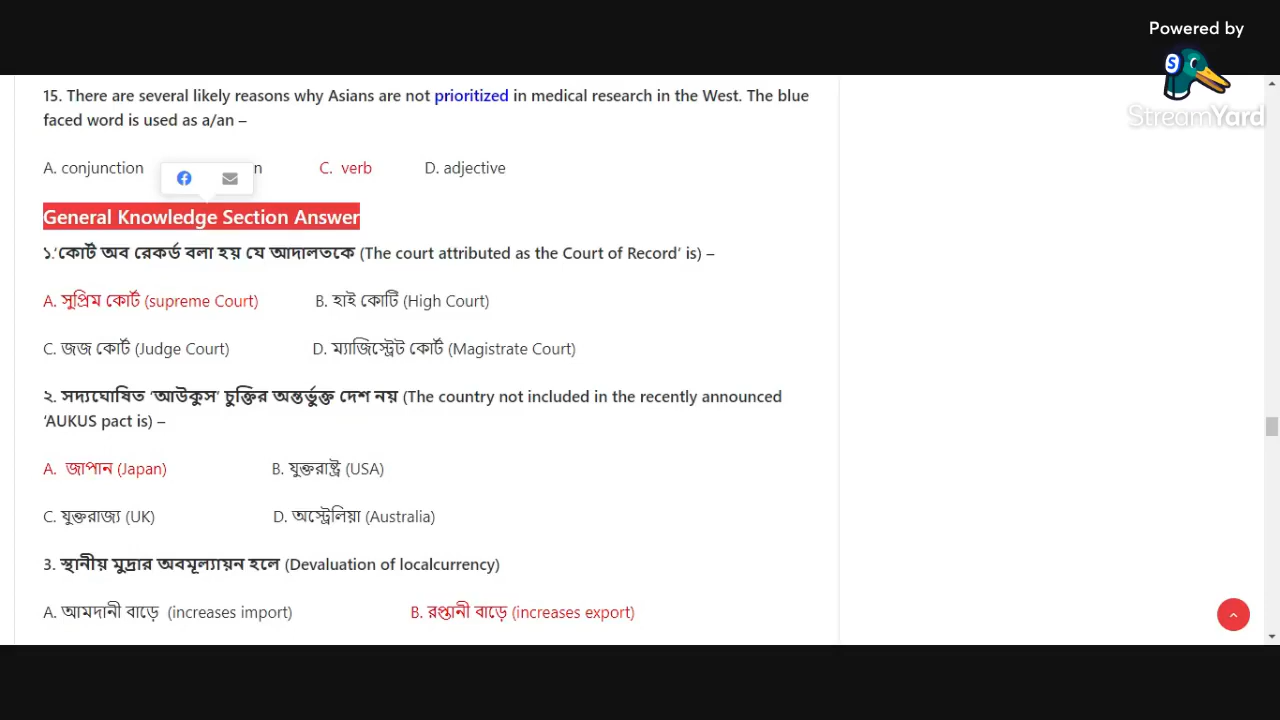 Powered by
StreamYard
15. There are several likely reasons why Asians are not prioritized in medical research in the West. The blue
faced word is used as a/an –
A. conjunction n C. verb D. adjective
General Knowledge Section Answer
১.'কোর্ট অব রেকর্ড বলা হয় যে আদালতকে (The court attributed as the Court of Record' is) –
A. সুপ্রিম কোর্ট (supreme Court) B. হাই কোর্টি (High Court)
C. জজ কোর্ট (Judge Court) D. ম্যাজিস্ট্রেট কোর্ট (Magistrate Court)
২. সদ্যঘোষিত 'আউকুস' চুক্তির অন্তর্ভুক্ত দেশ নয় (The country not included in the recently announced
'AUKUS pact is) –
A. জাপান (Japan) B. যুক্তরাষ্ট্র (USA)
C. যুক্তরাজ্য (UK) D. অস্ট্রেলিয়া (Australia)
3. স্থানীয় মুদ্রার অবমূল্যায়ন হলে (Devaluation of localcurrency)
A. আমদানী বাড়ে (increases import) B. রপ্তানী বাড়ে (increases export)